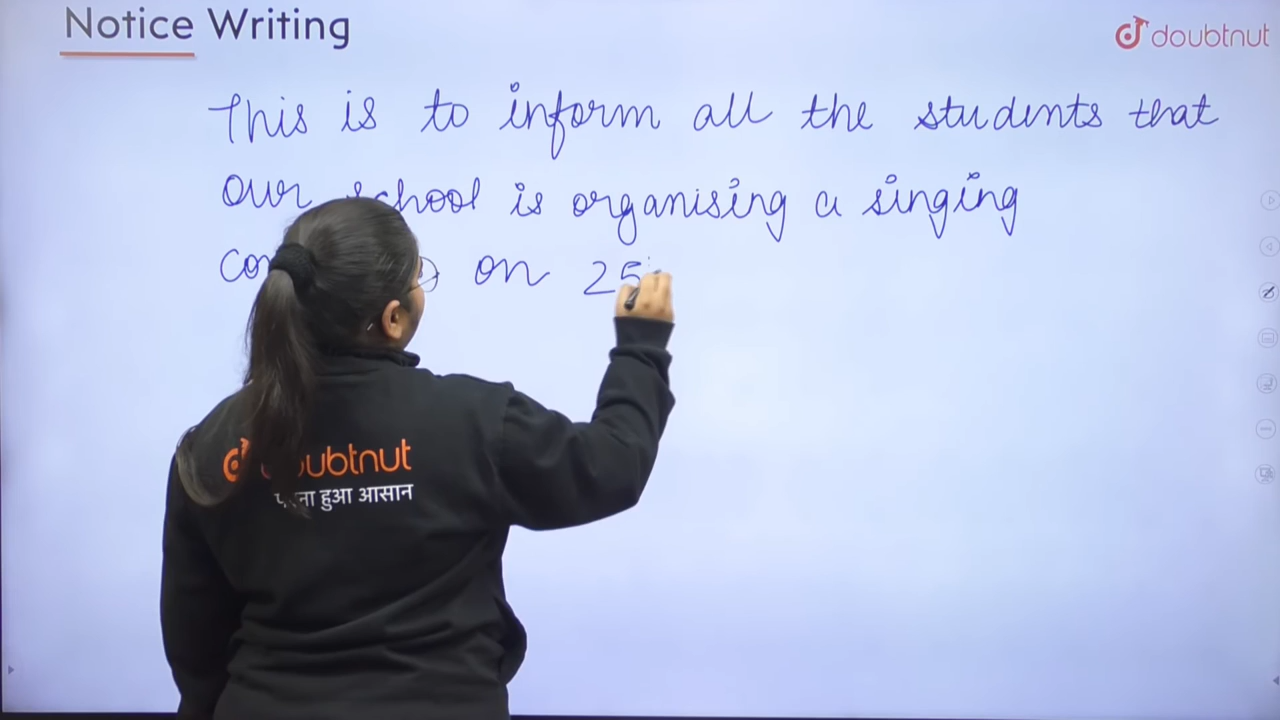 Notice Writing
doubtnut
This is to inform all the students that
our school is organising a singing
on 25
doubtnut
हुआ आसान